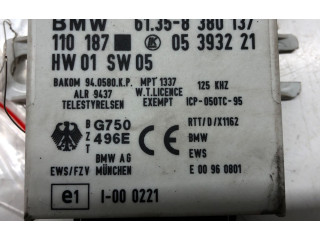 BMW 61.35-8 380 137
110 187 05 3932 21
HW 01 SW 05
BAKOM 94.0580.K.P. MPT 1337 125 KHZ
ALR 9437 W.T.LICENCE
TELESTYRELSEN EXEMPT ICP-050TC-95
BZT G750 496E RTT/D/X1162
BMW
BMW AG EWS
EWS/FZV MÜNCHEN E 00 96 0801
e1 I-00 0221